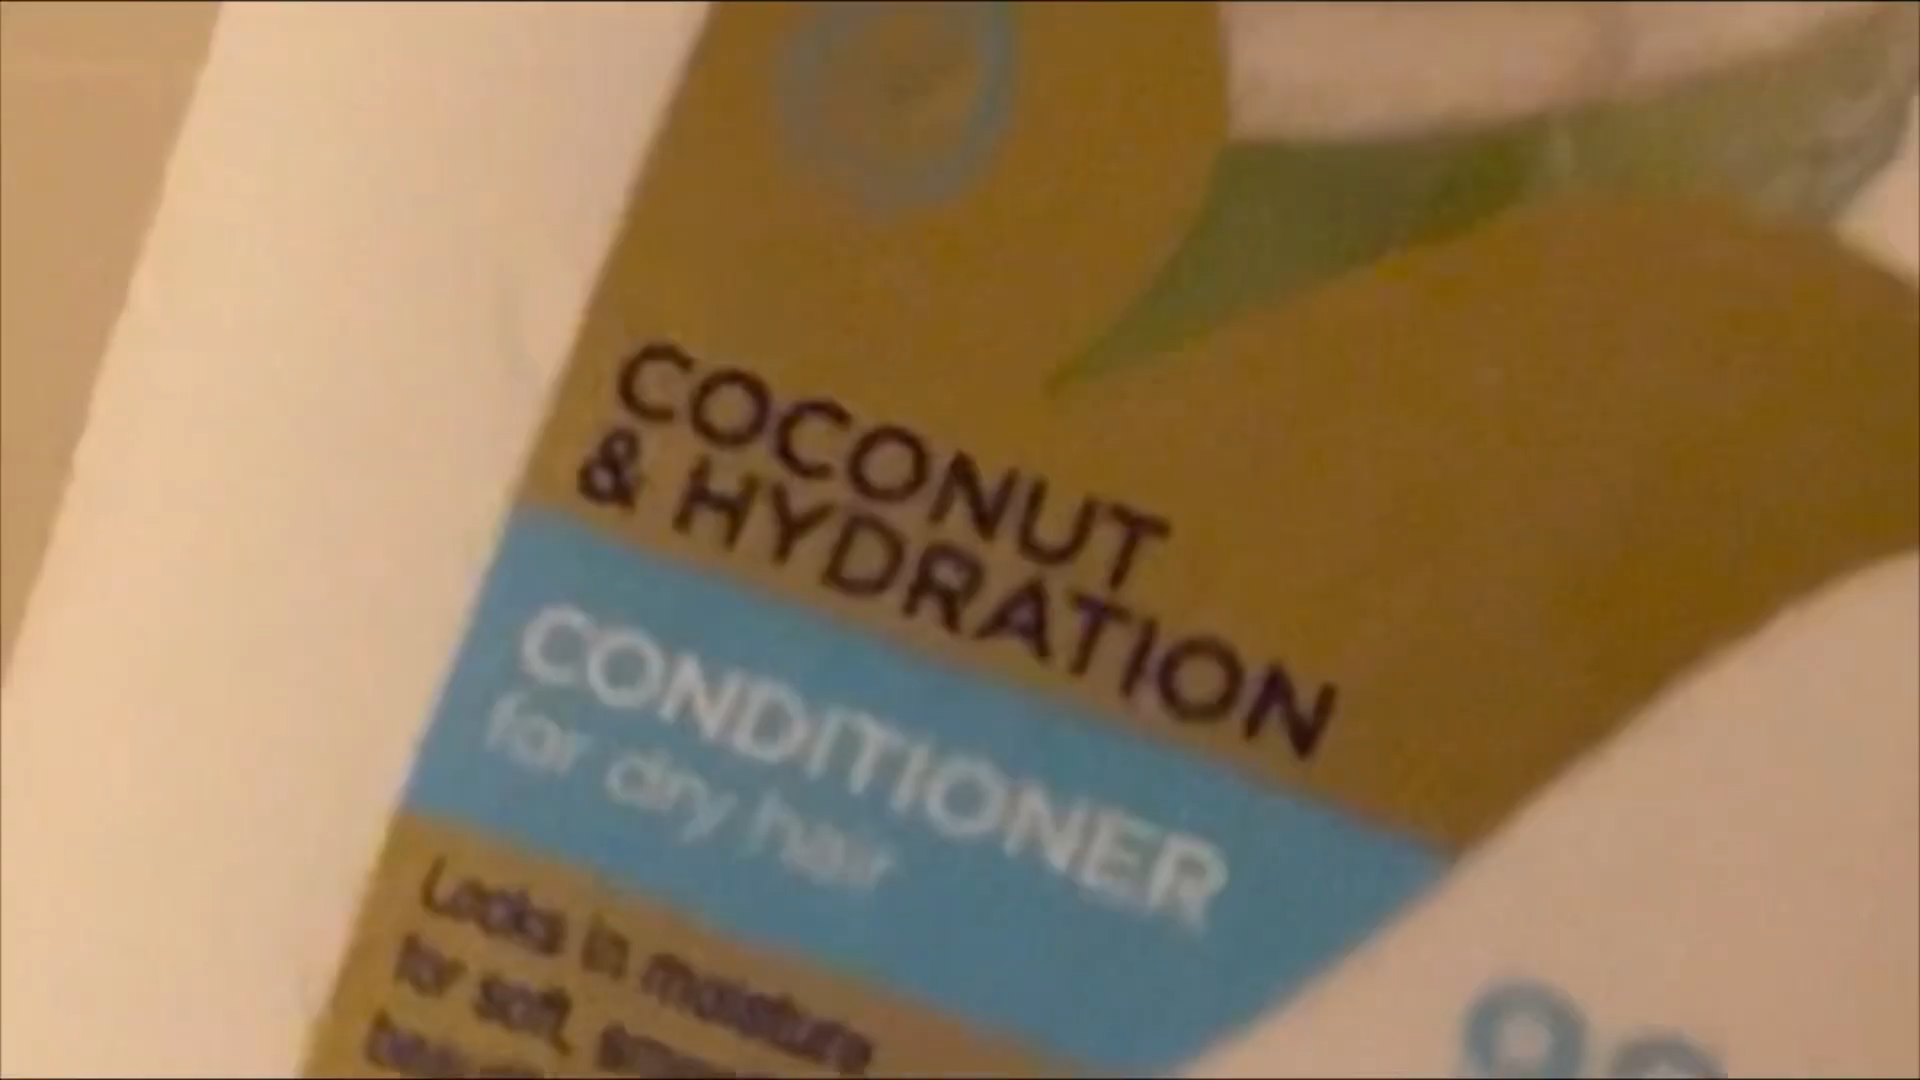 COCONUT
& HYDRATION
CONDITIONER
for dry hair
Locks in moisture
for soft,